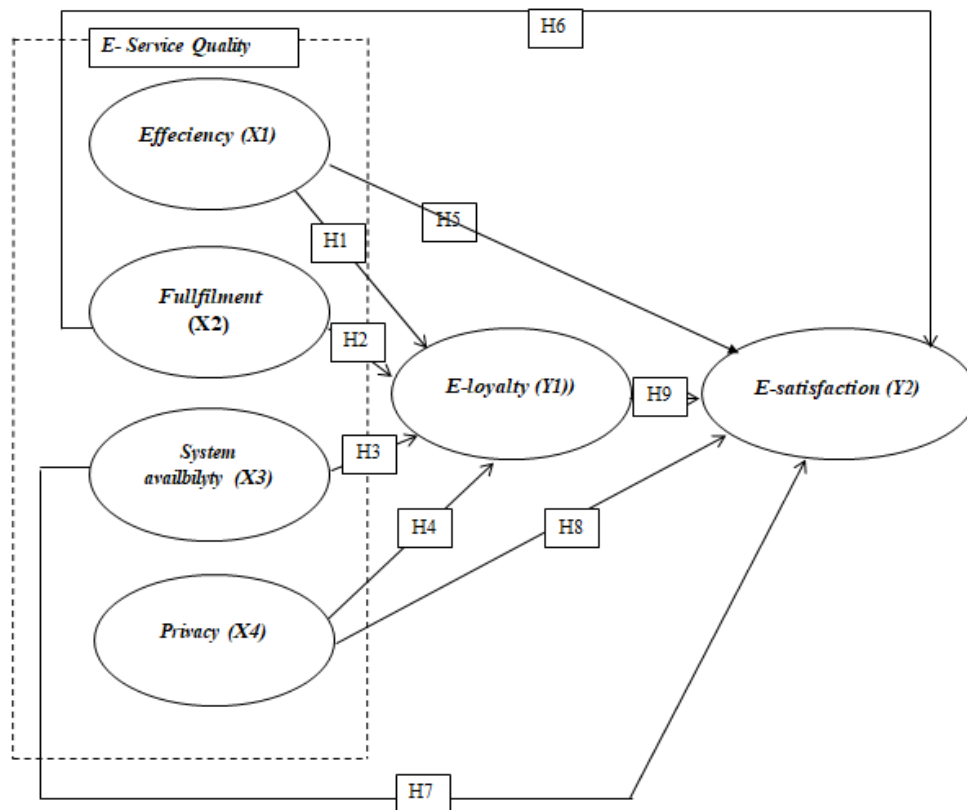 H6
E- Service Quality
Effeciency (X1)
H5
H1
Fullfilment
(X2)
H2
E-loyalty (Y1))
H9
E-satisfaction (Y2)
System
availbilyty (X3)
H3
H4
H8
Privacy (X4)
H7